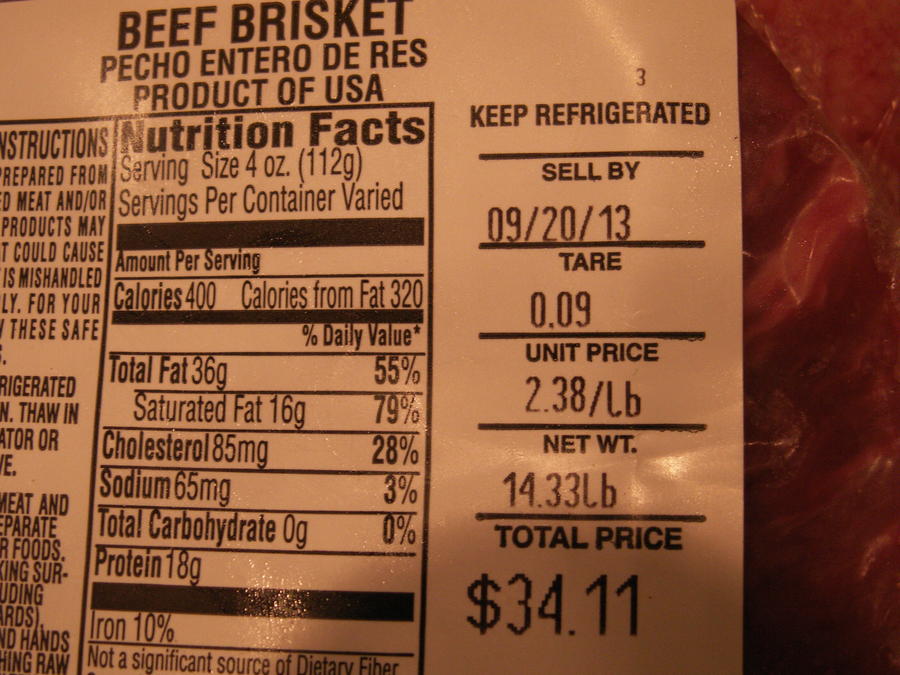 BEEF BRISKET
PECHO ENTERO DE RES
PRODUCT OF USA
NSTRUCTIONS
PREPARED FROM
ED MEAT AND/OR
PRODUCTS MAY
T COULD CAUSE
IS MISHANDLED
LY. FOR YOUR
THESE SAFE
RIGERATED
N. THAW IN
ATOR OR
VE.
MEAT AND
EPARATE
R FOODS.
KING SUR-
UDING
ARDS),
ND HANDS
HING RAW
Nutrition Facts
Serving Size 4 oz. (112g)
Servings Per Container Varied
Amount Per Serving
Calories 400 Calories from Fat 320
% Daily Value*
Total Fat 36g 55%
Saturated Fat 16g 79%
Cholesterol 85mg 28%
Sodium 65mg 3%
Total Carbohydrate 0g 0%
Protein 18g
Iron 10%
Not a significant source of Dietary Fiber
3
KEEP REFRIGERATED
SELL BY
09/20/13
TARE
0.09
UNIT PRICE
2.38/Lb
NET WT.
14.33Lb
TOTAL PRICE
$34.11